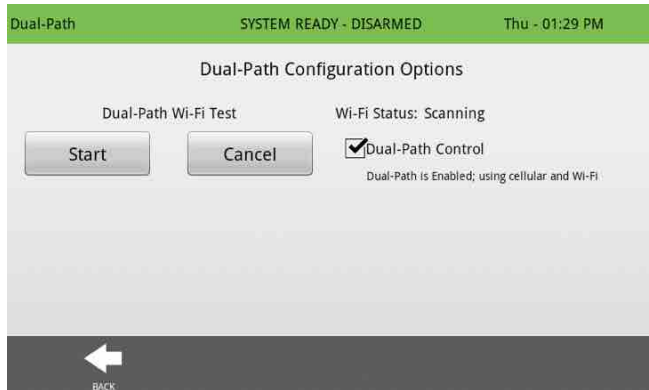 Dual-Path SYSTEM READY - DISARMED Thu - 01:29 PM
Dual-Path Configuration Options
Dual-Path Wi-Fi Test Wi-Fi Status: Scanning
Start Cancel Dual-Path Control
Dual-Path is Enabled; using cellular and Wi-Fi
BACK